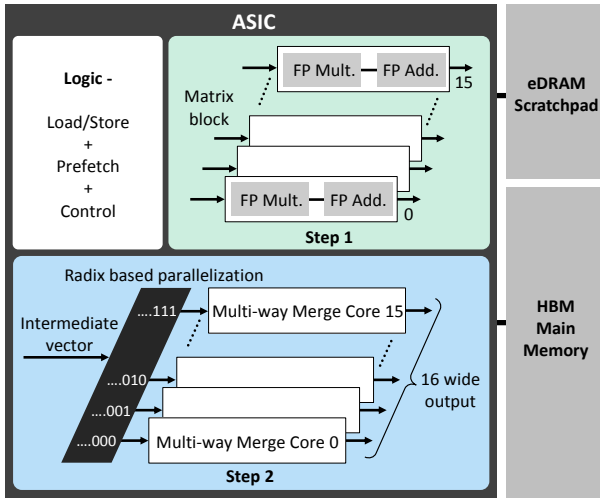 ASIC
Logic -
Load/Store
+
Prefetch
+
Control
FP Mult.
FP Add.
15
Matrix
block
FP Mult.
FP Add.
0
Step 1
eDRAM
Scratchpad
Radix based parallelization
....111
Multi-way Merge Core 15
Intermediate
vector
....010
16 wide
output
....001
....000
Multi-way Merge Core 0
Step 2
HBM
Main
Memory